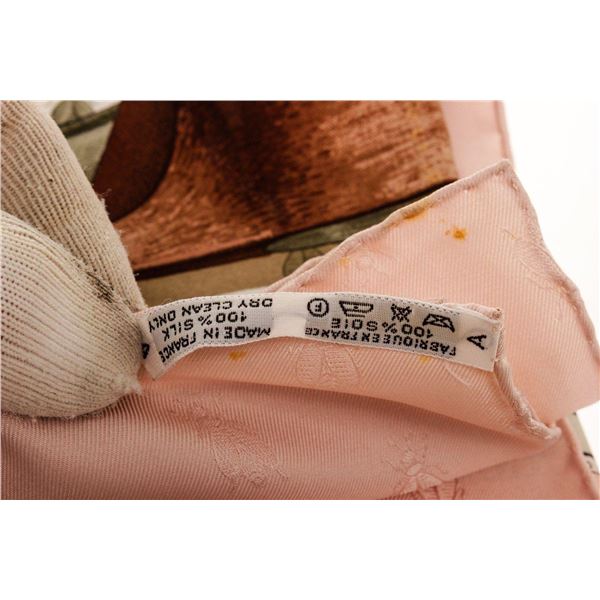 A
FABRIQUE EN FRANCE
100% SOIE
F
MADE IN FRANCE
100% SILK
DRY CLEAN ONLY